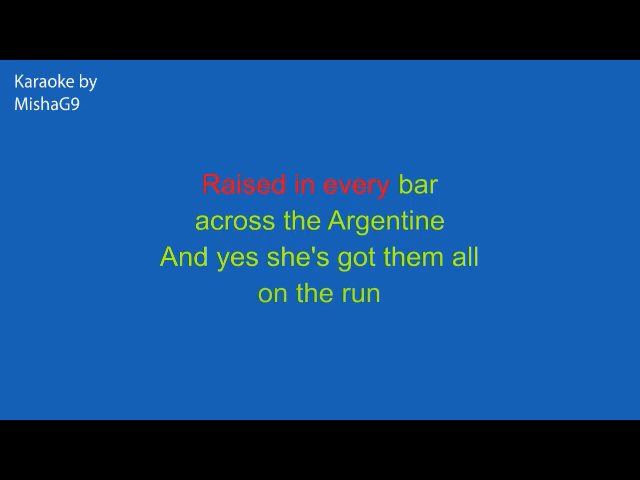 Karaoke by
MishaG9
Raised in every bar
across the Argentine
And yes she's got them all
on the run